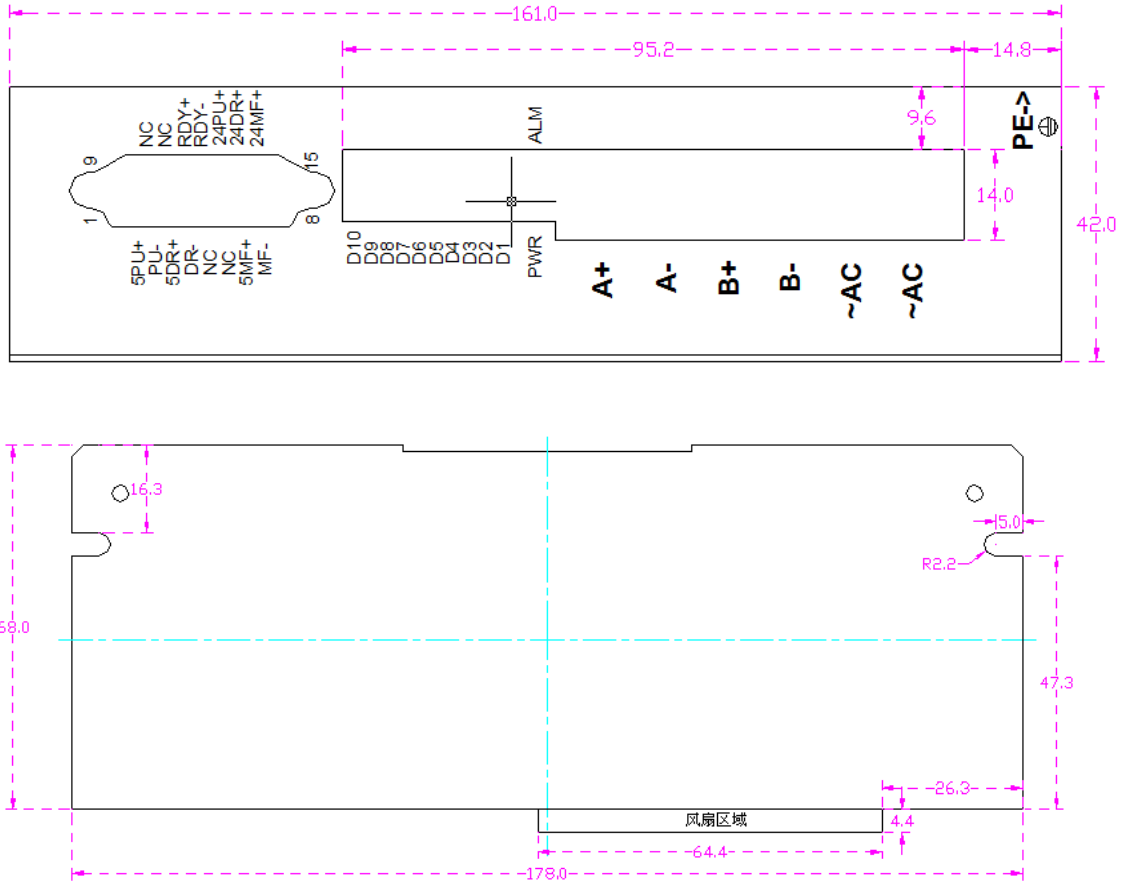 161.0
95.2
14.8
9.6
14.0
42.0
PE->
NC
NC
RDY+
RDY-
24PU+
24DR+
24MF+
ALM
9
15
1
8
5PU+
PU-
5DR+
DR-
NC
NC
5MF+
MF-
D10
D9
D8
D7
D6
D5
D4
D3
D2
D1
PWR
A+
A-
B+
B-
~AC
~AC
16.3
5.0
R2.2
68.0
47.3
26.3
风扇区域
4.4
64.4
178.0